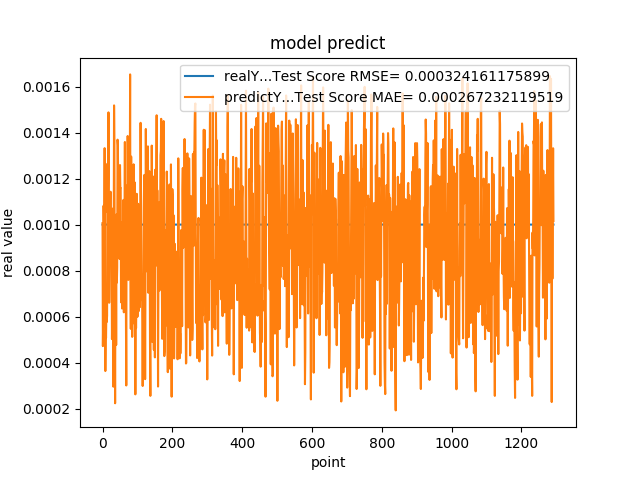 model predict
realY...Test Score RMSE= 0.000324161175899
predictY...Test Score MAE= 0.000267232119519
0.0016
0.0014
0.0012
0.0010
0.0008
0.0006
0.0004
0.0002
real value
0 200 400 600 800 1000 1200
point